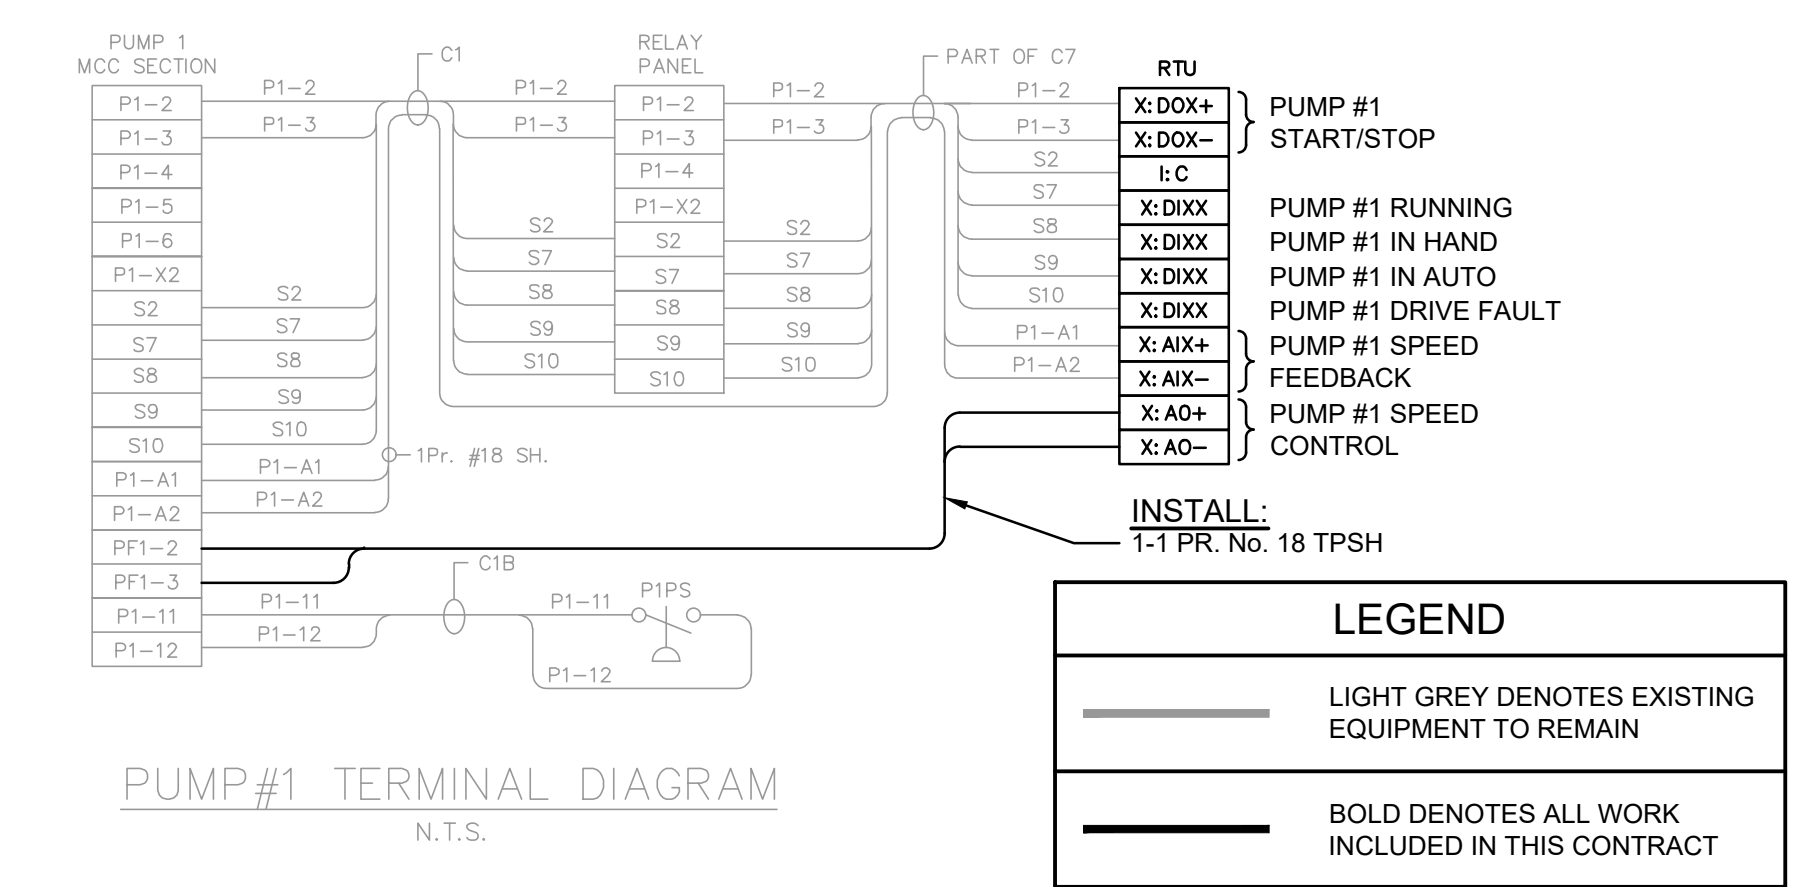 PUMP 1
MCC SECTION
P1-2
P1-3
P1-4
P1-5
P1-6
P1-X2
S2
S7
S8
S9
S10
P1-A1
P1-A2
PF1-2
PF1-3
P1-11
P1-12
P1-2
P1-3
S2
S7
S8
S9
S10
P1-A1
P1-A2
P1-11
P1-12
C1
1Pr. #18 SH.
C1B
P1-11
P1-12
P1PS
P1-2
P1-3
S2
S7
S8
S9
S10
RELAY
PANEL
P1-2
P1-3
P1-4
P1-X2
S2
S7
S8
S9
S10
P1-2
P1-3
S2
S7
S8
S9
S10
PART OF C7
P1-2
P1-3
S2
S7
S8
S9
S10
P1-A1
P1-A2
RTU
X:DOX+
X:DOX-
I:C
X:DIXX
X:DIXX
X:DIXX
X:DIXX
X:AIX+
X:AIX-
X:AO+
X:AO-
PUMP #1
START/STOP
PUMP #1 RUNNING
PUMP #1 IN HAND
PUMP #1 IN AUTO
PUMP #1 DRIVE FAULT
PUMP #1 SPEED
FEEDBACK
PUMP #1 SPEED
CONTROL
INSTALL:
1-1 PR. No. 18 TPSH
LEGEND
LIGHT GREY DENOTES EXISTING
EQUIPMENT TO REMAIN
BOLD DENOTES ALL WORK
INCLUDED IN THIS CONTRACT
PUMP#1 TERMINAL DIAGRAM
N.T.S.